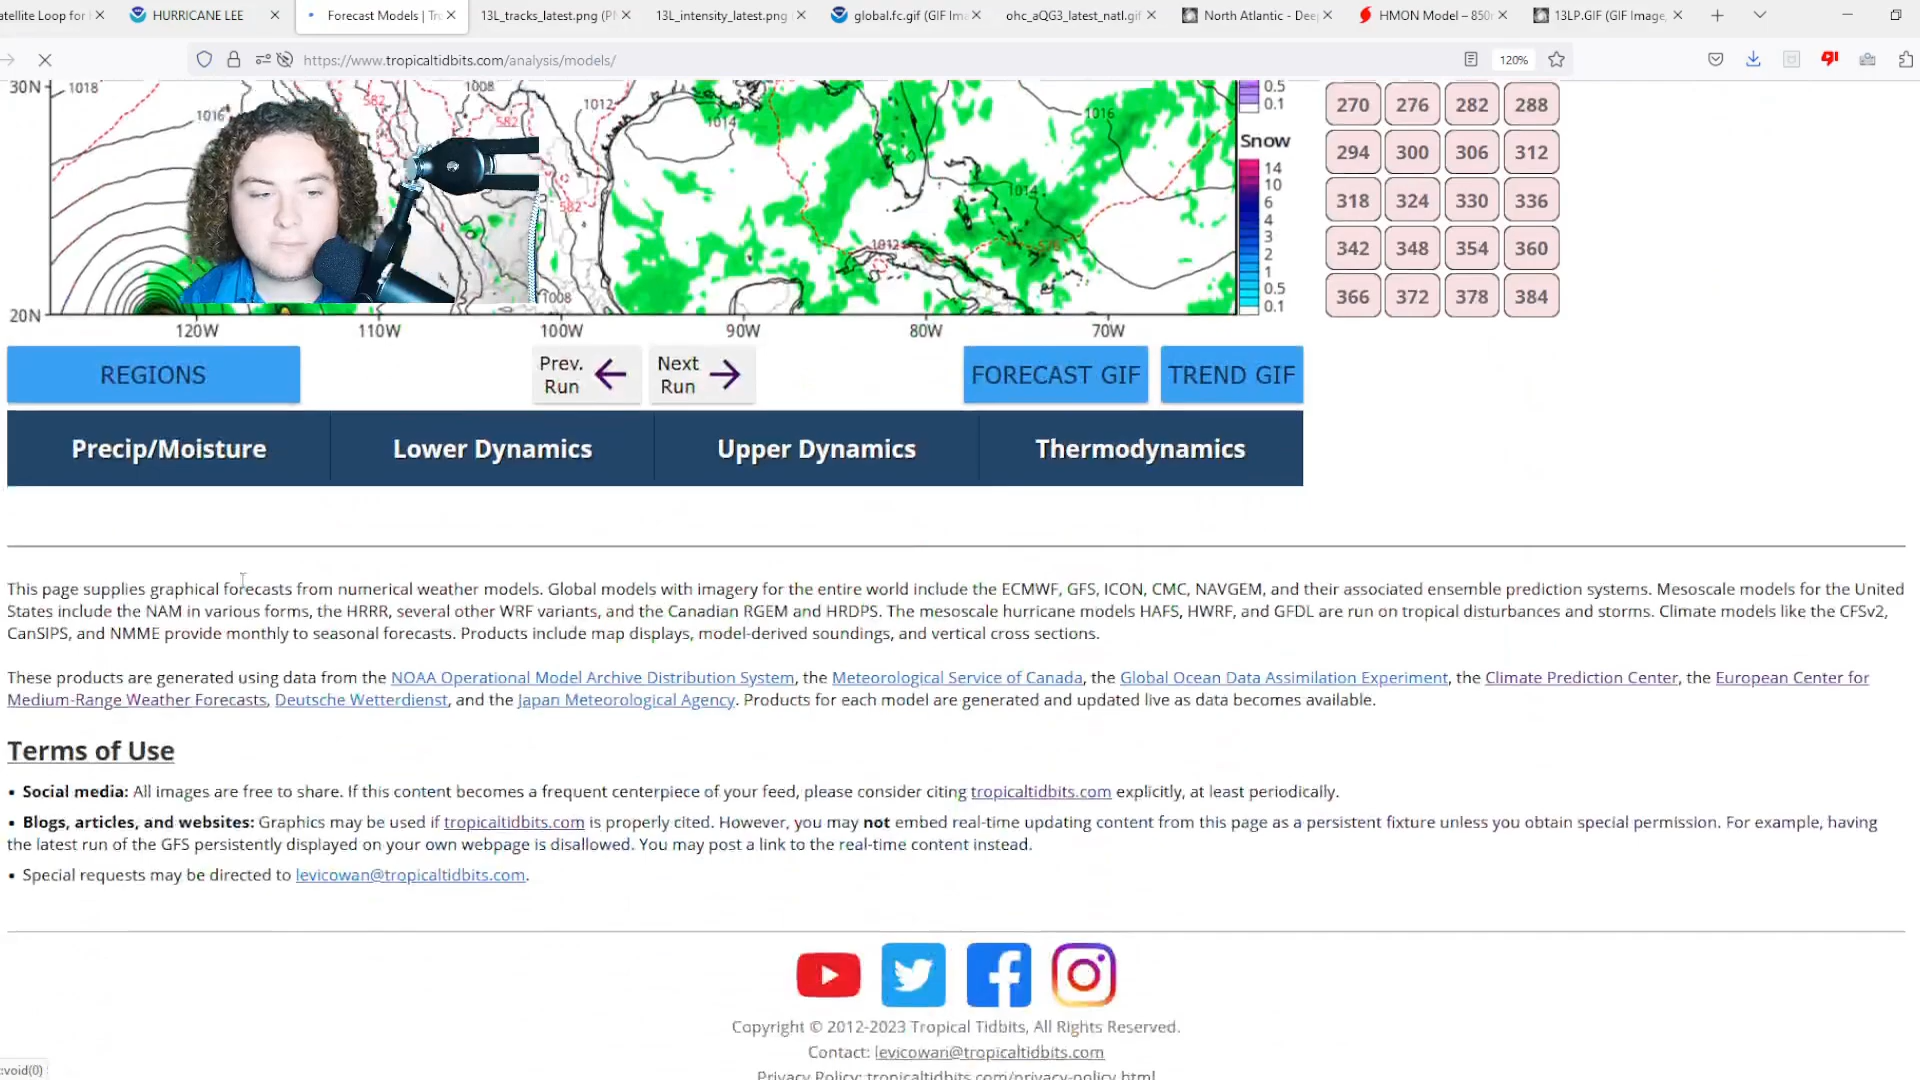 atellite Loop for
HURRICANE LEE
Forecast Models | Tro
13L_tracks_latest.png (P
13L_intensity_latest.png
global.fc.gif (GIF Im
ohc_aQG3_latest_natl.gif
North Atlantic - Dee
HMON Model – 850
13LP.GIF (GIF Image,
https://www.tropicaltidbits.com/analysis/models/
120%
30N
1018
1016
582
582
582
1008
1012
1014
1016
1014
1012
576
1008
20N
120W 110W 100W 90W 80W 70W
0.5
0.1
Snow
14
10
6
4
3
2
1
0.5
0.1
270 276 282 288
294 300 306 312
318 324 330 336
342 348 354 360
366 372 378 384
REGIONS
Prev.
Run
Next
Run
FORECAST GIF
TREND GIF
Precip/Moisture
Lower Dynamics
Upper Dynamics
Thermodynamics
This page supplies graphical forecasts from numerical weather models. Global models with imagery for the entire world include the ECMWF, GFS, ICON, CMC, NAVGEM, and their associated ensemble prediction systems. Mesoscale models for the United
States include the NAM in various forms, the HRRR, several other WRF variants, and the Canadian RGEM and HRDPS. The mesoscale hurricane models HAFS, HWRF, and GFDL are run on tropical disturbances and storms. Climate models like the CFSv2,
CanSIPS, and NMME provide monthly to seasonal forecasts. Products include map displays, model-derived soundings, and vertical cross sections.
These products are generated using data from the NOAA Operational Model Archive Distribution System, the Meteorological Service of Canada, the Global Ocean Data Assimilation Experiment, the Climate Prediction Center, the European Center for
Medium-Range Weather Forecasts, Deutsche Wetterdienst, and the Japan Meteorological Agency. Products for each model are generated and updated live as data becomes available.
Terms of Use
▪ Social media: All images are free to share. If this content becomes a frequent centerpiece of your feed, please consider citing tropicaltidbits.com explicitly, at least periodically.
▪ Blogs, articles, and websites: Graphics may be used if tropicaltidbits.com is properly cited. However, you may not embed real-time updating content from this page as a persistent fixture unless you obtain special permission. For example, having
the latest run of the GFS persistently displayed on your own webpage is disallowed. You may post a link to the real-time content instead.
▪ Special requests may be directed to levicowan@tropicaltidbits.com.
Copyright © 2012-2023 Tropical Tidbits, All Rights Reserved.
Contact: levicowan@tropicaltidbits.com
Privacy Policy: tropicaltidbits.com/privacy-policy.html
:void(0)